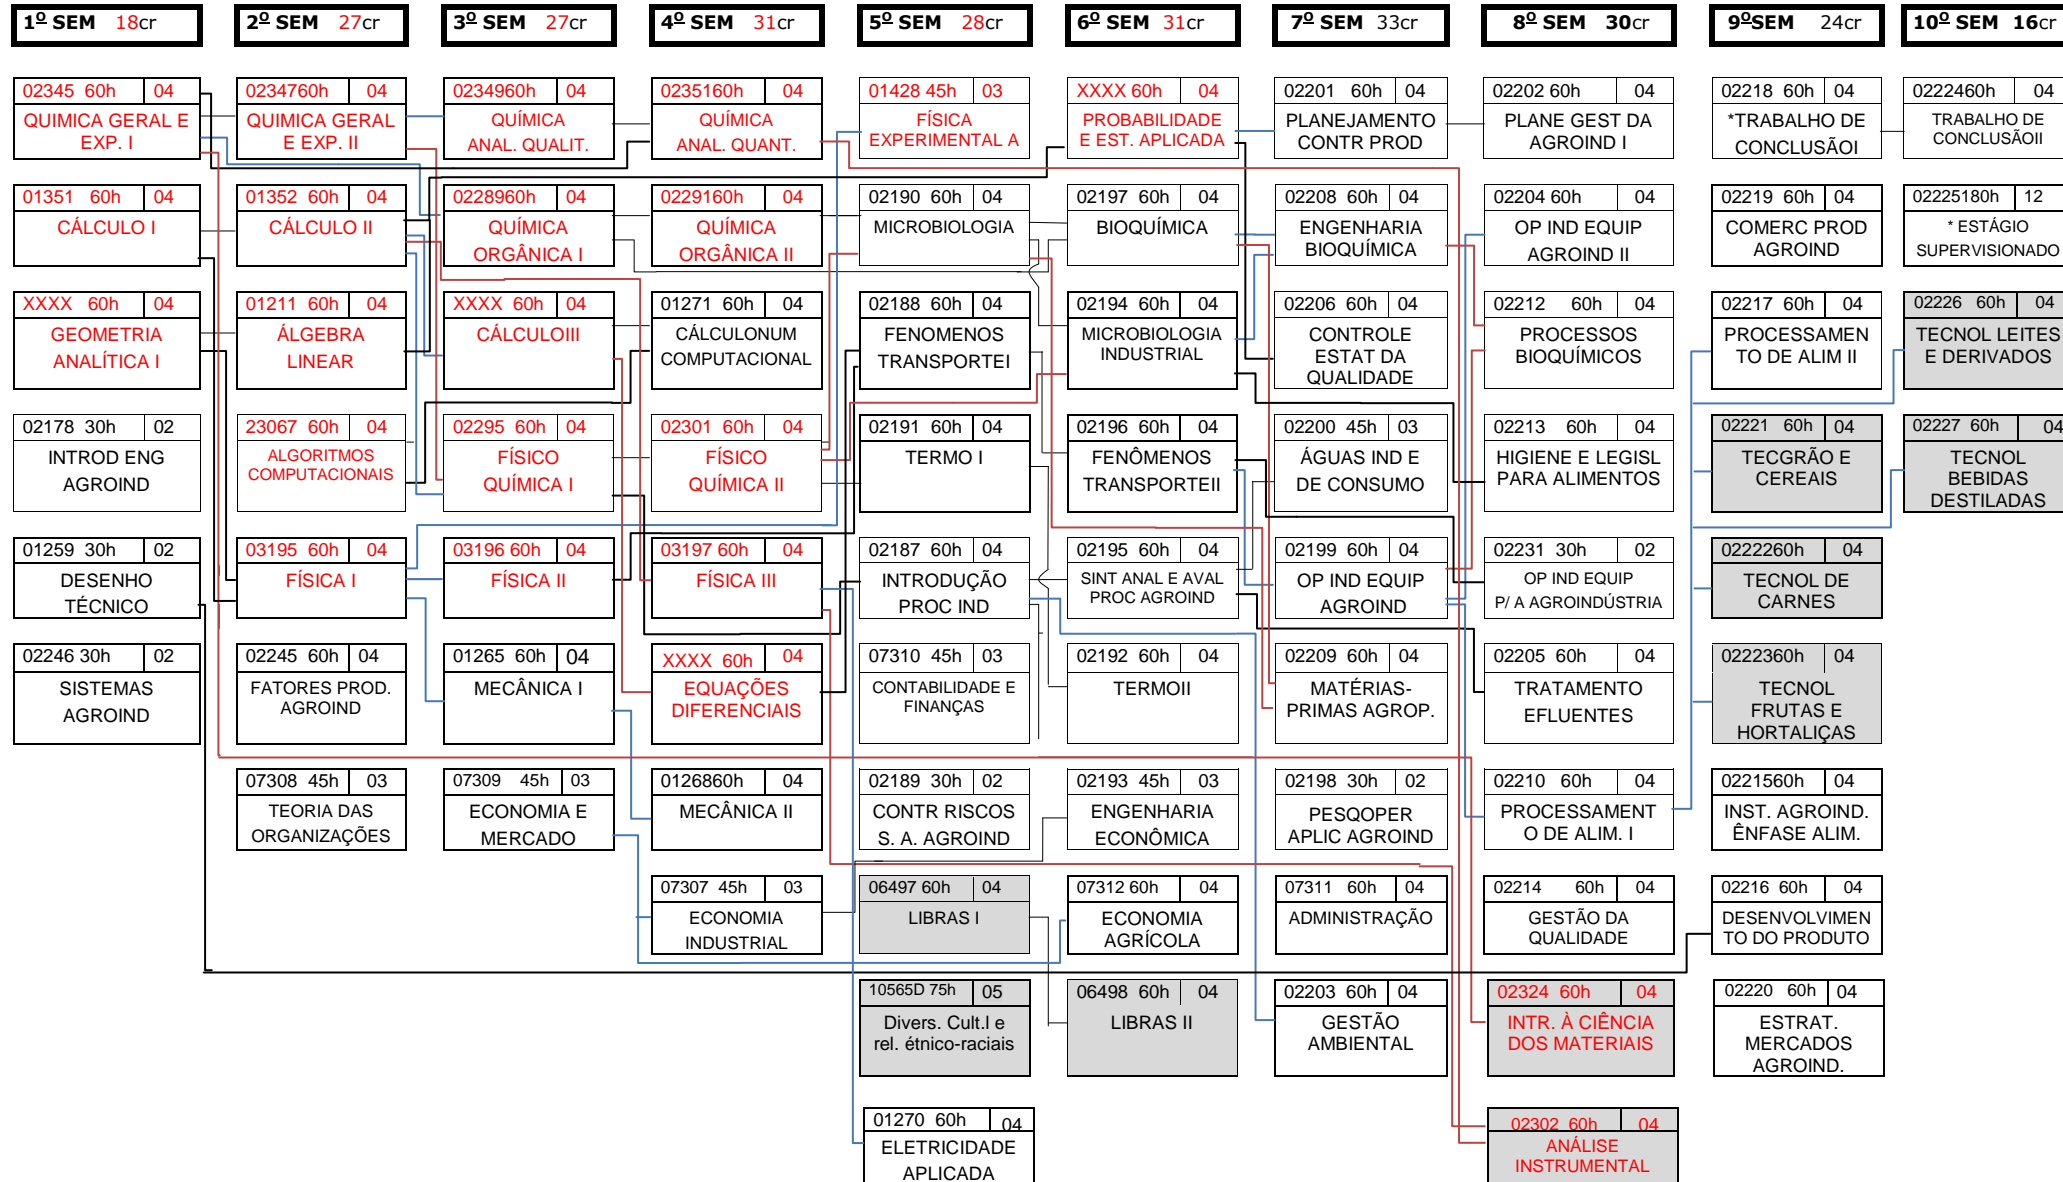 1º SEM 18cr
2º SEM 27cr
3º SEM 27cr
4º SEM 31cr
5º SEM 28cr
6º SEM 31cr
7º SEM 33cr
8º SEM 30cr
9ºSEM 24cr
10º SEM 16cr
02345 60h 04
QUIMICA GERAL E
EXP. I
0234760h 04
QUIMICA GERAL
E EXP. II
0234960h 04
QUÍMICA
ANAL. QUALIT.
0235160h 04
QUÍMICA
ANAL. QUANT.
01428 45h 03
FÍSICA
EXPERIMENTAL A
XXXX 60h 04
PROBABILIDADE
E EST. APLICADA
02201 60h 04
PLANEJAMENTO
CONTR PROD
02202 60h 04
PLANE GEST DA
AGROIND I
02218 60h 04
*TRABALHO DE
CONCLUSÃOI
0222460h 04
TRABALHO DE
CONCLUSÃOII
01351 60h 04
CÁLCULO I
01352 60h 04
CÁLCULO II
0228960h 04
QUÍMICA
ORGÂNICA I
0229160h 04
QUÍMICA
ORGÂNICA II
02190 60h 04
MICROBIOLOGIA
02197 60h 04
BIOQUÍMICA
02208 60h 04
ENGENHARIA
BIOQUÍMICA
02204 60h 04
OP IND EQUIP
AGROIND II
02219 60h 04
COMERC PROD
AGROIND
02225180h 12
* ESTÁGIO
SUPERVISIONADO
XXXX 60h 04
GEOMETRIA
ANALÍTICA I
01211 60h 04
ÁLGEBRA
LINEAR
XXXX 60h 04
CÁLCULOIII
01271 60h 04
CÁLCULONUM
COMPUTACIONAL
02188 60h 04
FENOMENOS
TRANSPORTEI
02194 60h 04
MICROBIOLOGIA
INDUSTRIAL
02206 60h 04
CONTROLE
ESTAT DA
QUALIDADE
02212 60h 04
PROCESSOS
BIOQUÍMICOS
02217 60h 04
PROCESSAMEN
TO DE ALIM II
02226 60h 04
TECNOL LEITES
E DERIVADOS
02178 30h 02
INTROD ENG
AGROIND
23067 60h 04
ALGORITMOS
COMPUTACIONAIS
02295 60h 04
FÍSICO
QUÍMICA I
02301 60h 04
FÍSICO
QUÍMICA II
02191 60h 04
TERMO I
02196 60h 04
FENÔMENOS
TRANSPORTEII
02200 45h 03
ÁGUAS IND E
DE CONSUMO
02213 60h 04
HIGIENE E LEGISL
PARA ALIMENTOS
02221 60h 04
TECGRÃO E
CEREAIS
02227 60h 04
TECNOL
BEBIDAS
DESTILADAS
01259 30h 02
DESENHO
TÉCNICO
03195 60h 04
FÍSICA I
03196 60h 04
FÍSICA II
03197 60h 04
FÍSICA III
02187 60h 04
INTRODUÇÃO
PROC IND
02195 60h 04
SINT ANAL E AVAL
PROC AGROIND
02199 60h 04
OP IND EQUIP
AGROIND
02231 30h 02
OP IND EQUIP
P/ A AGROINDÚSTRIA
0222260h 04
TECNOL DE
CARNES
02246 30h 02
SISTEMAS
AGROIND
02245 60h 04
FATORES PROD.
AGROIND
01265 60h 04
MECÂNICA I
XXXX 60h 04
EQUAÇÕES
DIFERENCIAIS
07310 45h 03
CONTABILIDADE E
FINANÇAS
02192 60h 04
TERMOII
02209 60h 04
MATÉRIAS-
PRIMAS AGROP.
02205 60h 04
TRATAMENTO
EFLUENTES
0222360h 04
TECNOL
FRUTAS E
HORTALIÇAS
07308 45h 03
TEORIA DAS
ORGANIZAÇÕES
07309 45h 03
ECONOMIA E
MERCADO
0126860h 04
MECÂNICA II
02189 30h 02
CONTR RISCOS
S. A. AGROIND
02193 45h 03
ENGENHARIA
ECONÔMICA
02198 30h 02
PESQOPER
APLIC AGROIND
02210 60h 04
PROCESSAMENT
O DE ALIM. I
0221560h 04
INST. AGROIND.
ÊNFASE ALIM.
07307 45h 03
ECONOMIA
INDUSTRIAL
06497 60h 04
LIBRAS I
07312 60h 04
ECONOMIA
AGRÍCOLA
07311 60h 04
ADMINISTRAÇÃO
02214 60h 04
GESTÃO DA
QUALIDADE
02216 60h 04
DESENVOLVIMEN
TO DO PRODUTO
10565D 75h 05
Divers. Cult.l e
rel. étnico-raciais
06498 60h 04
LIBRAS II
02203 60h 04
GESTÃO
AMBIENTAL
02324 60h 04
INTR. À CIÊNCIA
DOS MATERIAIS
02220 60h 04
ESTRAT.
MERCADOS
AGROIND.
01270 60h 04
ELETRICIDADE
APLICADA
02302 60h 04
ANÁLISE
INSTRUMENTAL